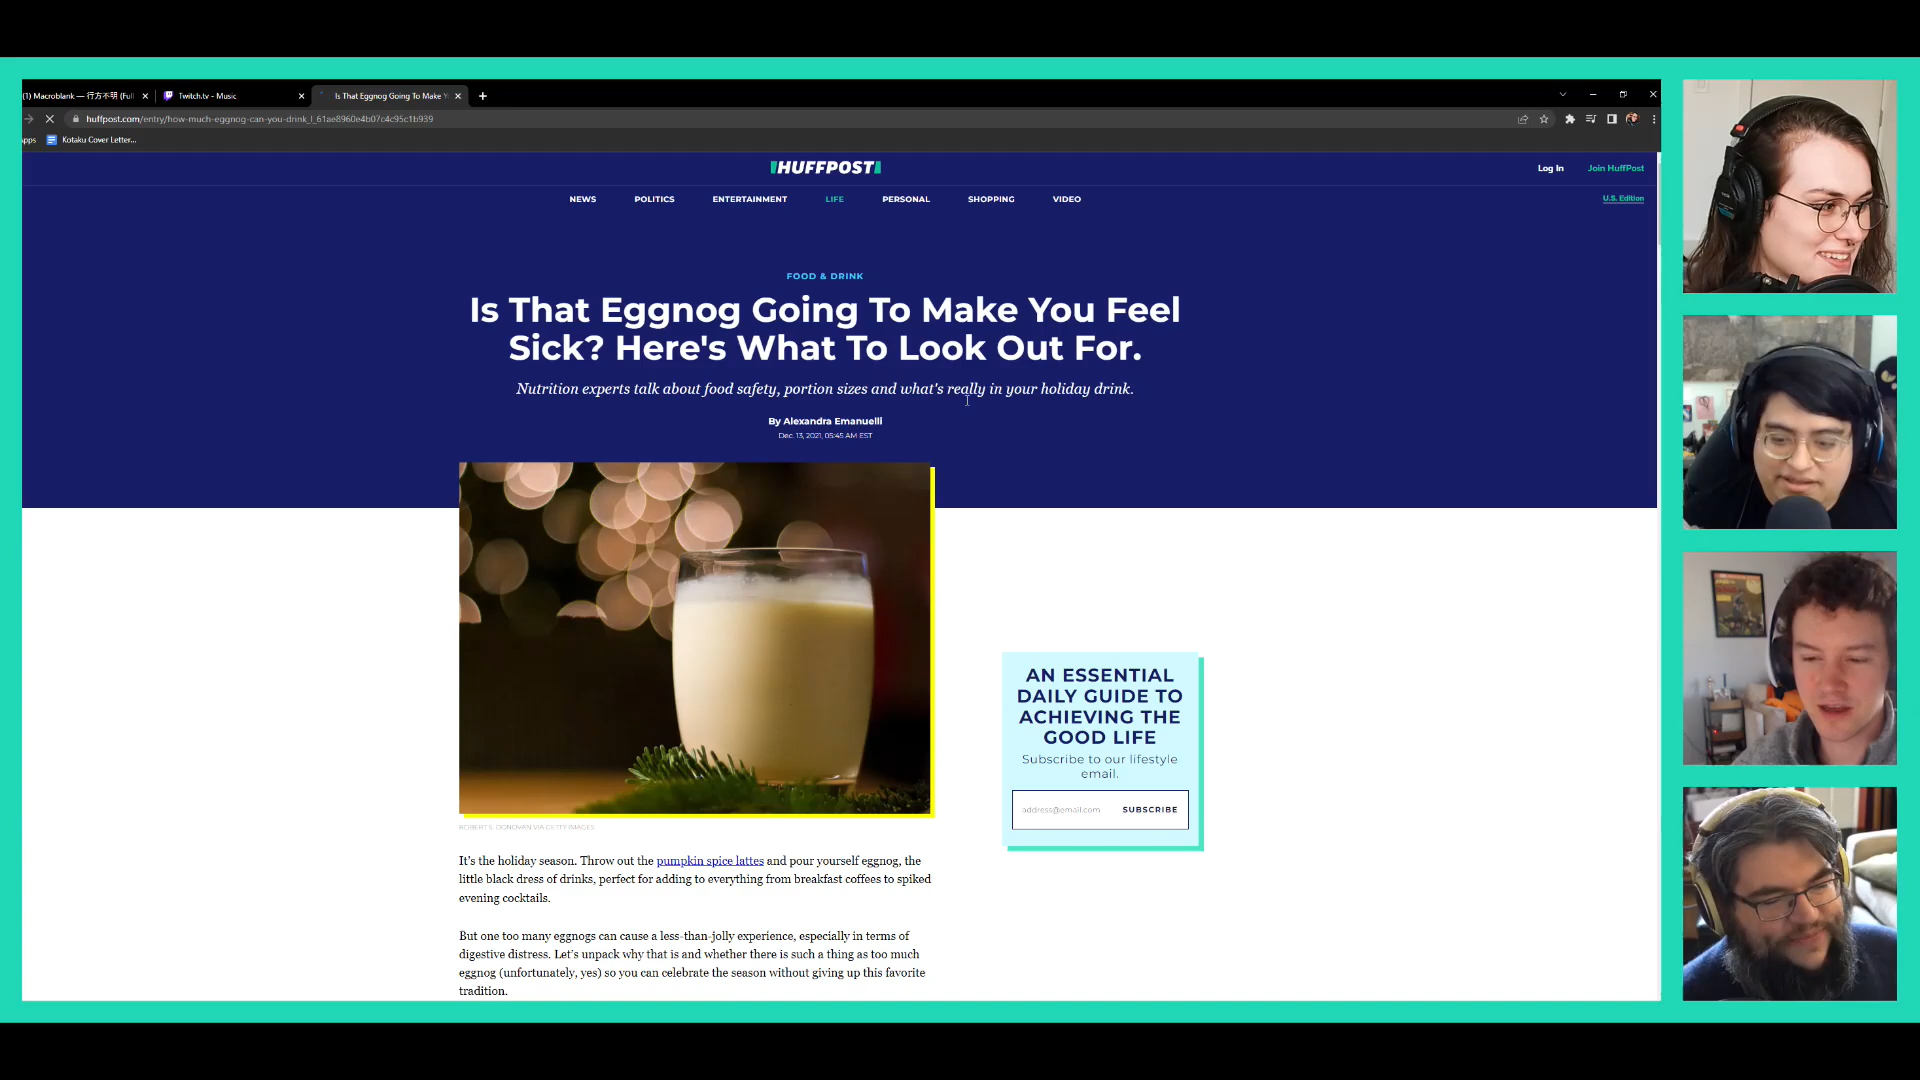 1) Macroblank — 行方不明 (Full
Twitch.tv - Music
Is That Eggnog Going To Make Y
huffpost.com/entry/how-much-eggnog-can-you-drink_l_61ae8960e4b07c4c95c1b939
Apps
Kotaku Cover Letter...
HUFFPOST
Log In
Join HuffPost
NEWS
POLITICS
ENTERTAINMENT
LIFE
PERSONAL
SHOPPING
VIDEO
U.S. Edition
FOOD & DRINK
Is That Eggnog Going To Make You Feel
Sick? Here's What To Look Out For.
Nutrition experts talk about food safety, portion sizes and what's really in your holiday drink.
By Alexandra Emanuelli
Dec. 13, 2021, 05:45 AM EST
ROBERT S. DONOVAN VIA GETTY IMAGES
It's the holiday season. Throw out the pumpkin spice lattes and pour yourself eggnog, the
little black dress of drinks, perfect for adding to everything from breakfast coffees to spiked
evening cocktails.
But one too many eggnogs can cause a less-than-jolly experience, especially in terms of
digestive distress. Let's unpack why that is and whether there is such a thing as too much
eggnog (unfortunately, yes) so you can celebrate the season without giving up this favorite
tradition.
AN ESSENTIAL
DAILY GUIDE TO
ACHIEVING THE
GOOD LIFE
Subscribe to our lifestyle
email.
address@email.com
SUBSCRIBE